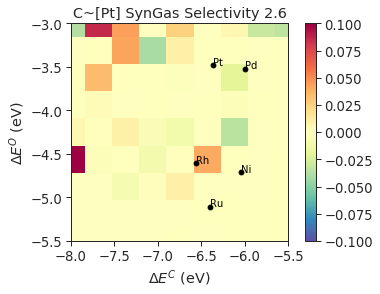 C~[Pt] SynGas Selectivity 2.6
−3.0
−3.5
−4.0
−4.5
−5.0
−5.5
ΔE^O (eV)
Pt
Pd
Rh
Ni
Ru
−8.0 −7.5 −7.0 −6.5 −6.0 −5.5
ΔE^C (eV)
0.100
0.075
0.050
0.025
0.000
−0.025
−0.050
−0.075
−0.100